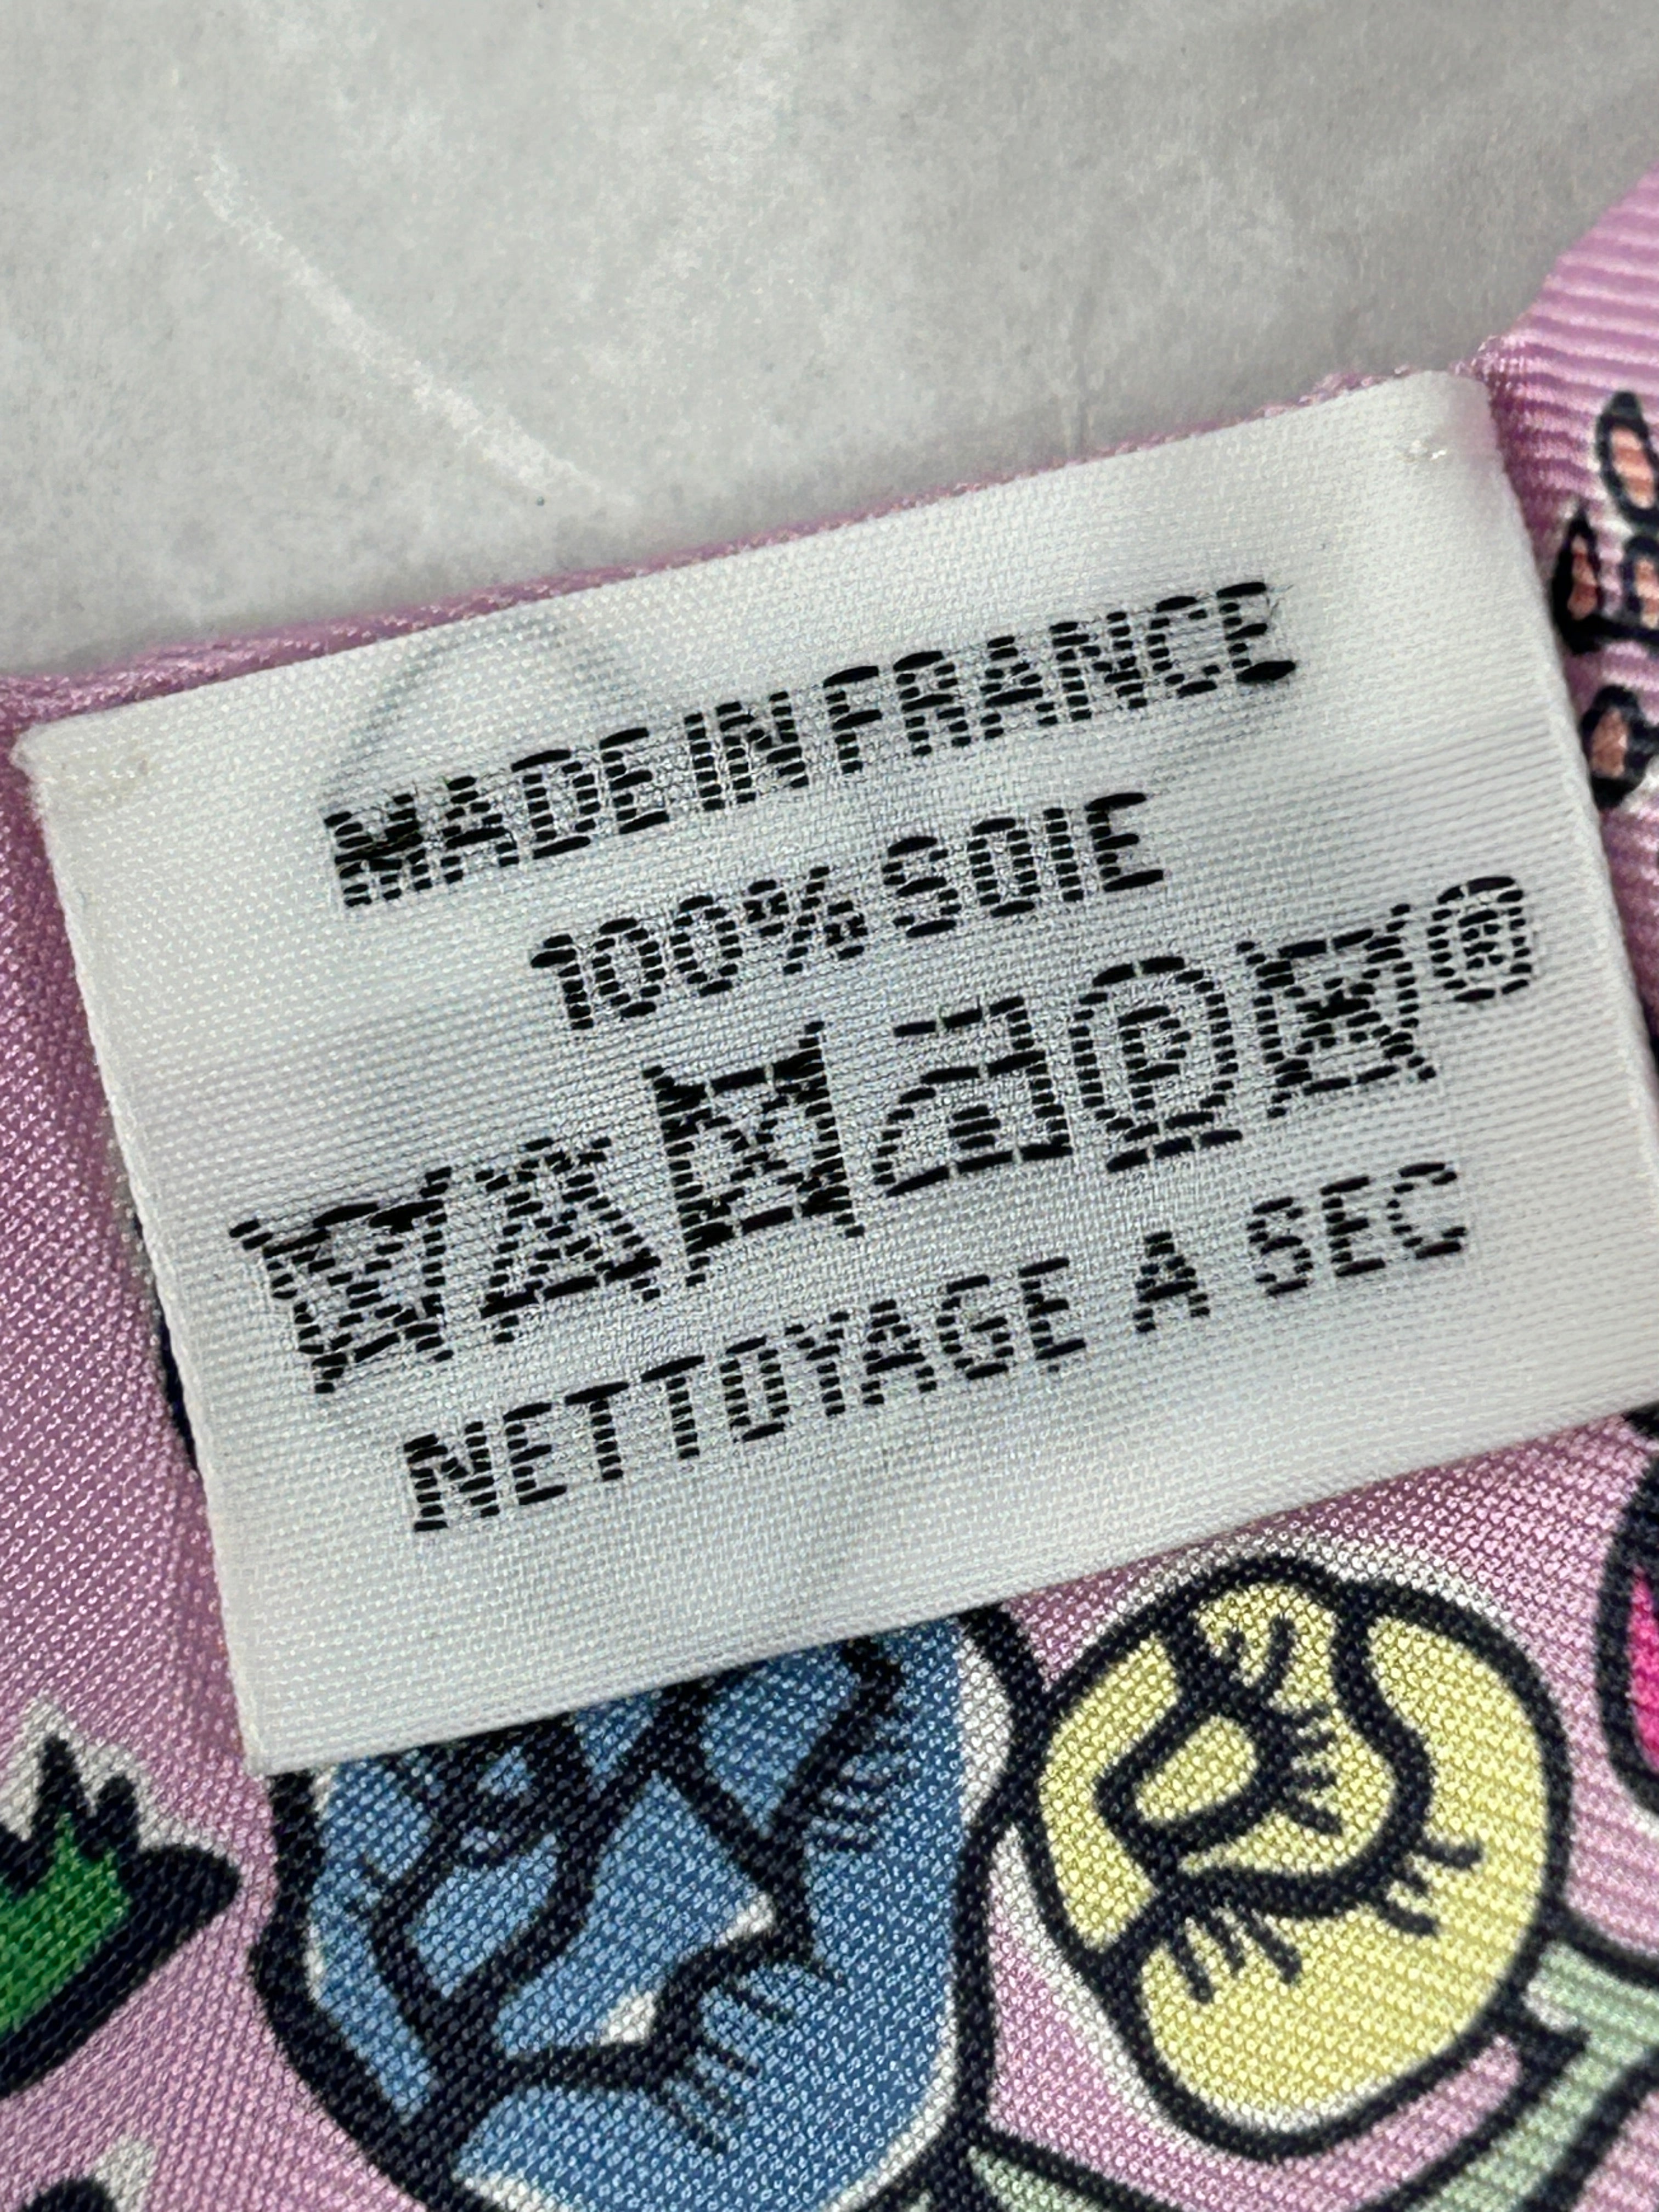 MADE IN FRANCE
100% SOIE
P ®
NETTOYAGE A SEC